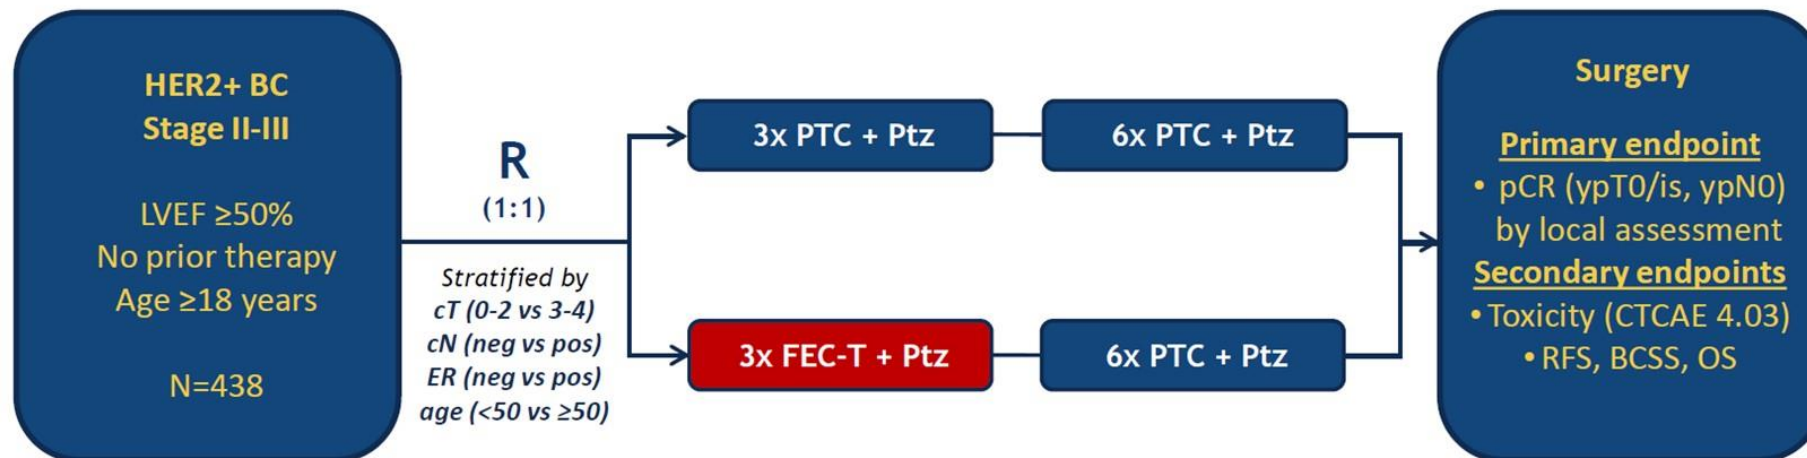 HER2+ BC
Stage II-III
LVEF ≥50%
No prior therapy
Age ≥18 years
N=438
R
(1:1)
Stratified by
cT (0-2 vs 3-4)
cN (neg vs pos)
ER (neg vs pos)
age (<50 vs ≥50)
3x PTC + Ptz
6x PTC + Ptz
3x FEC-T + Ptz
6x PTC + Ptz
Surgery
Primary endpoint
• pCR (ypT0/is, ypN0)
by local assessment
Secondary endpoints
• Toxicity (CTCAE 4.03)
• RFS, BCSS, OS